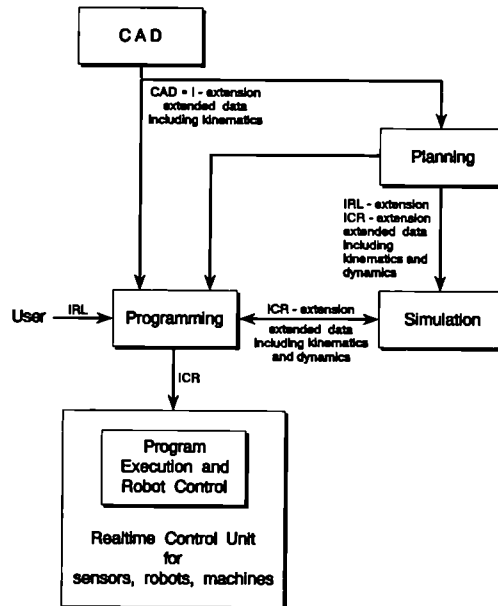 CAD
CAD * I - extension
extended data
including kinematics
Planning
IRL - extension
ICR - extension
extended data
including
kinematics and
dynamics
User
IRL
Programming
ICR - extension
extended data
including kinematics
and dynamics
Simulation
ICR
Program
Execution and
Robot Control
Realtime Control Unit
for
sensors, robots, machines